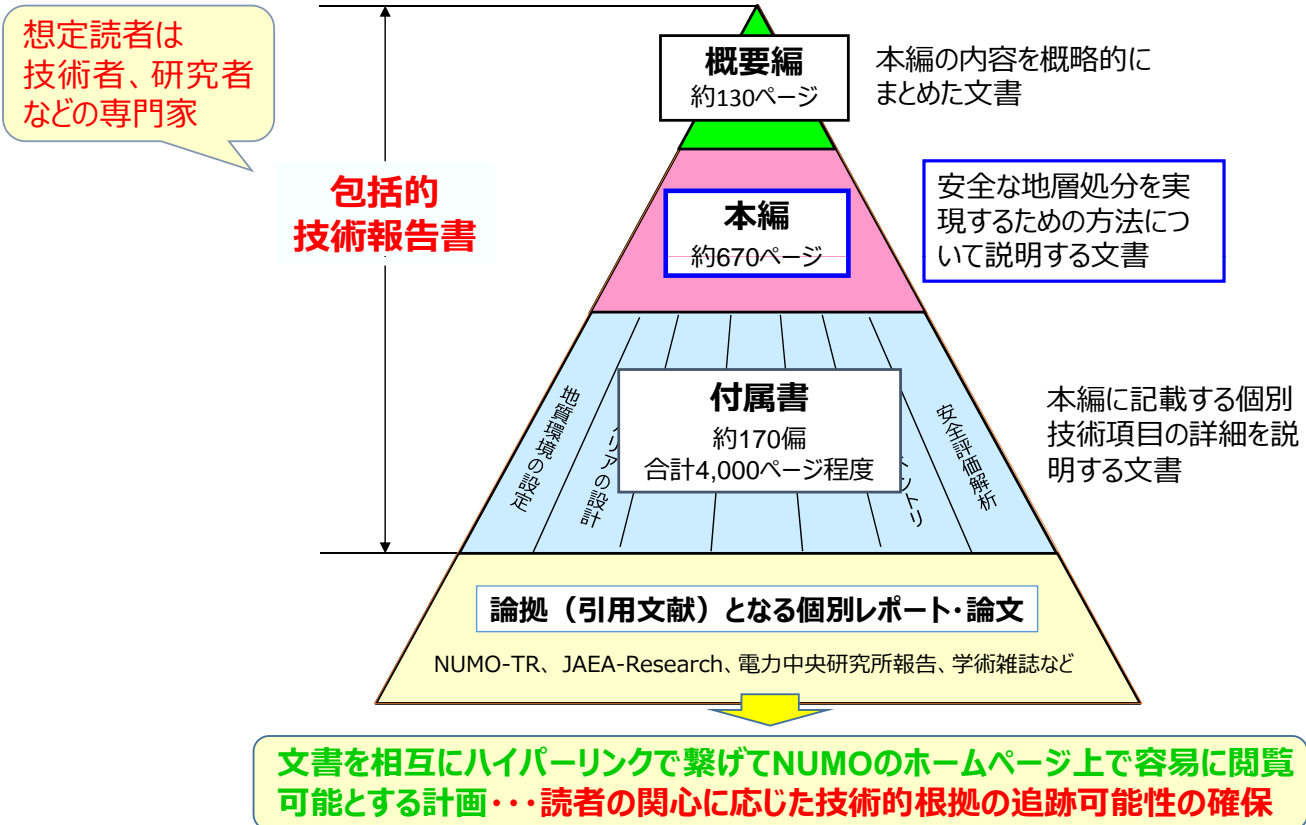 想定読者は
技術者、研究者
などの専門家
包括的
技術報告書
概要編
約130ページ
本編の内容を概略的に
まとめた文書
本編
約670ページ
安全な地層処分を実
現するための方法につ
いて説明する文書
地質環境の設定
リアの設計
付属書
約170偏
合計4,000ページ程度
ントリ
安全評価解析
本編に記載する個別
技術項目の詳細を説
明する文書
論拠（引用文献）となる個別レポート・論文
NUMO-TR、JAEA-Research、電力中央研究所報告、学術雑誌など
文書を相互にハイパーリンクで繋げてNUMOのホームページ上で容易に閲覧
可能とする計画・・・読者の関心に応じた技術的根拠の追跡可能性の確保